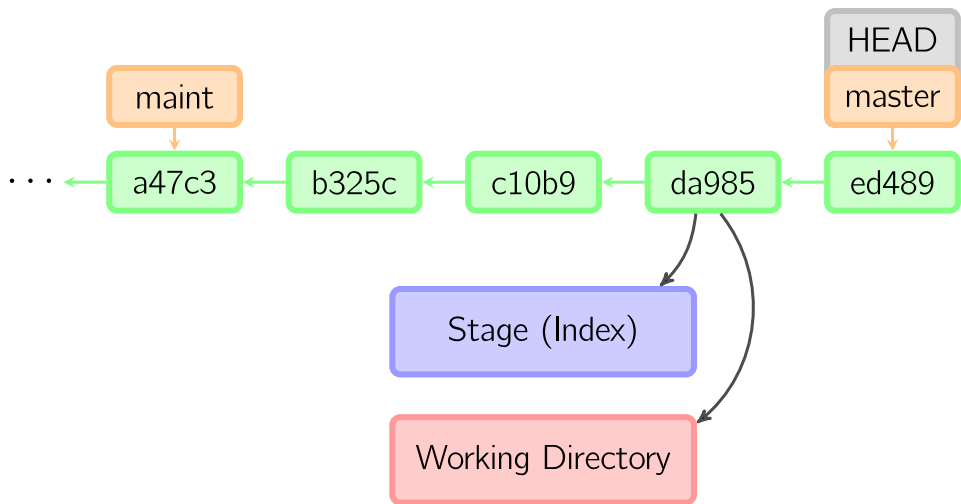 HEAD
maint
master
... a47c3
b325c
c10b9
da985
ed489
Stage (Index)
Working Directory